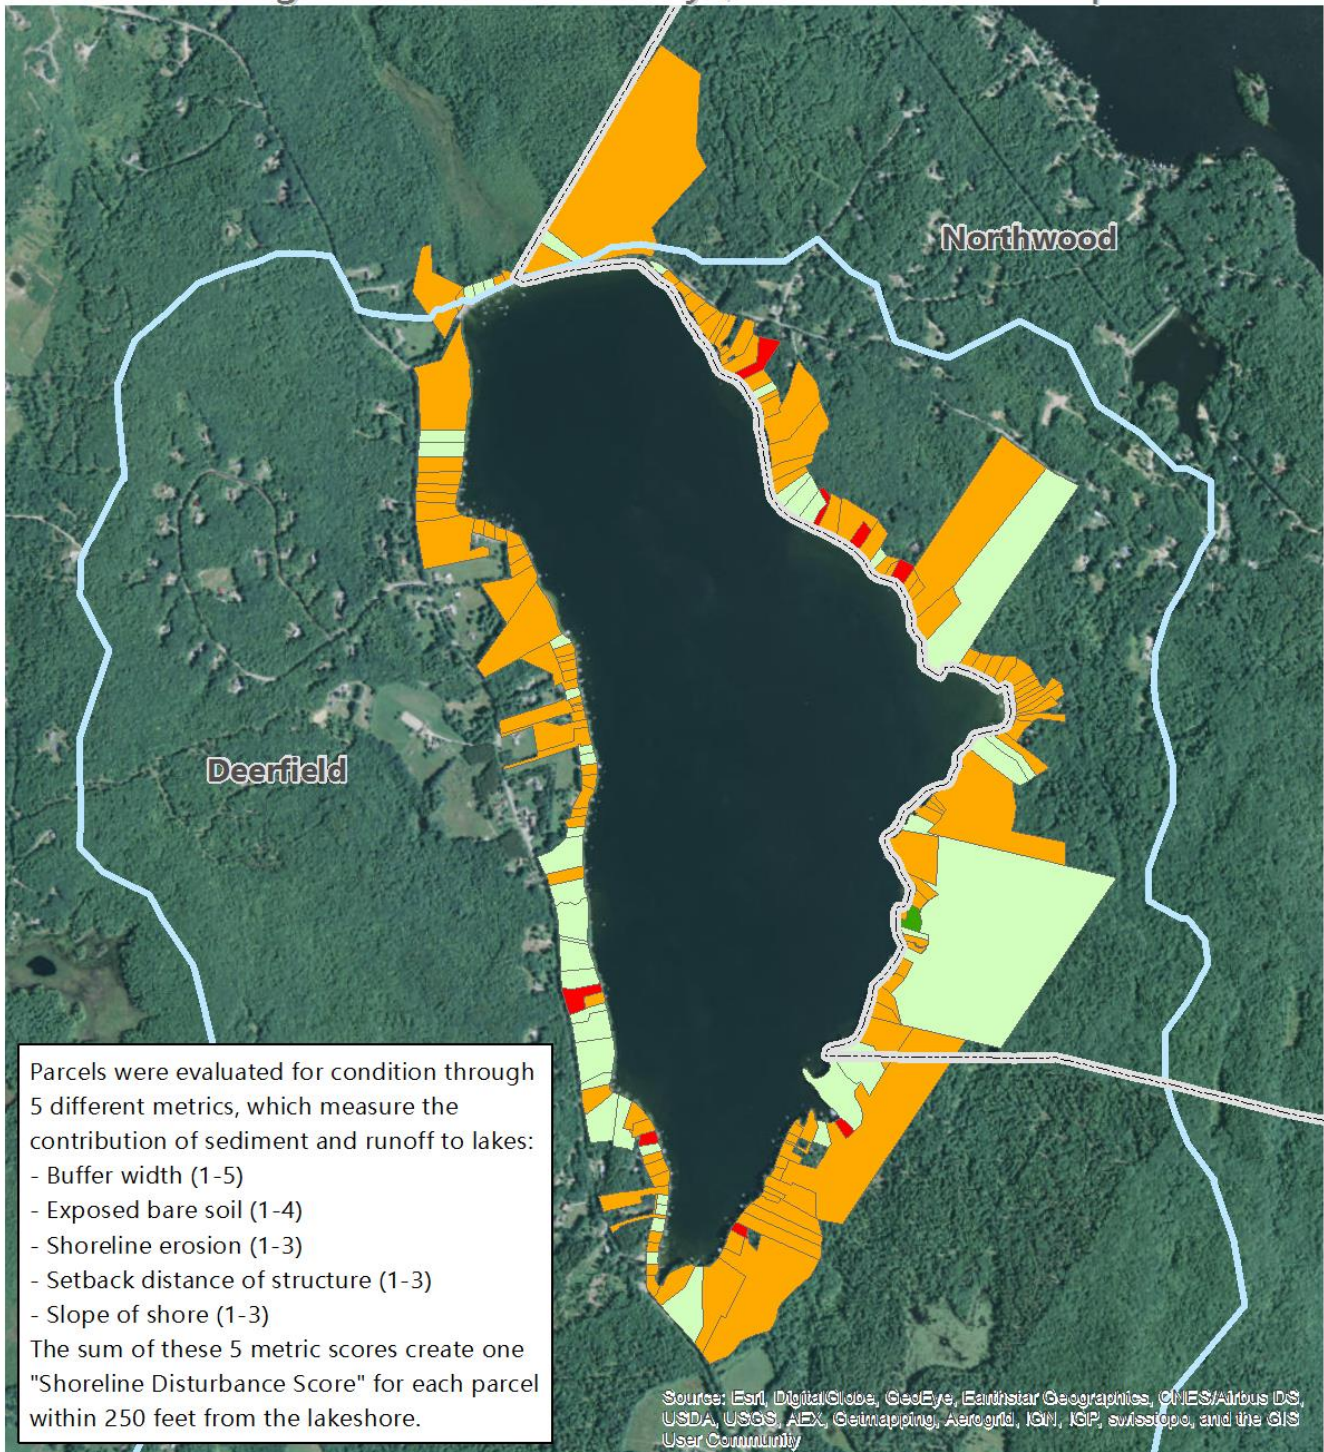 Northwood
Deerfield
Parcels were evaluated for condition through
5 different metrics, which measure the
contribution of sediment and runoff to lakes:
- Buffer width (1-5)
- Exposed bare soil (1-4)
- Shoreline erosion (1-3)
- Setback distance of structure (1-3)
- Slope of shore (1-3)
The sum of these 5 metric scores create one
"Shoreline Disturbance Score" for each parcel
within 250 feet from the lakeshore.
Source: Esri, DigitalGlobe, GeoEye, Earthstar Geographics, CNES/Airbus DS,
USDA, USGS, AEX, Getmapping, Aerogrid, IGN, IGP, swisstopo, and the GIS
User Community